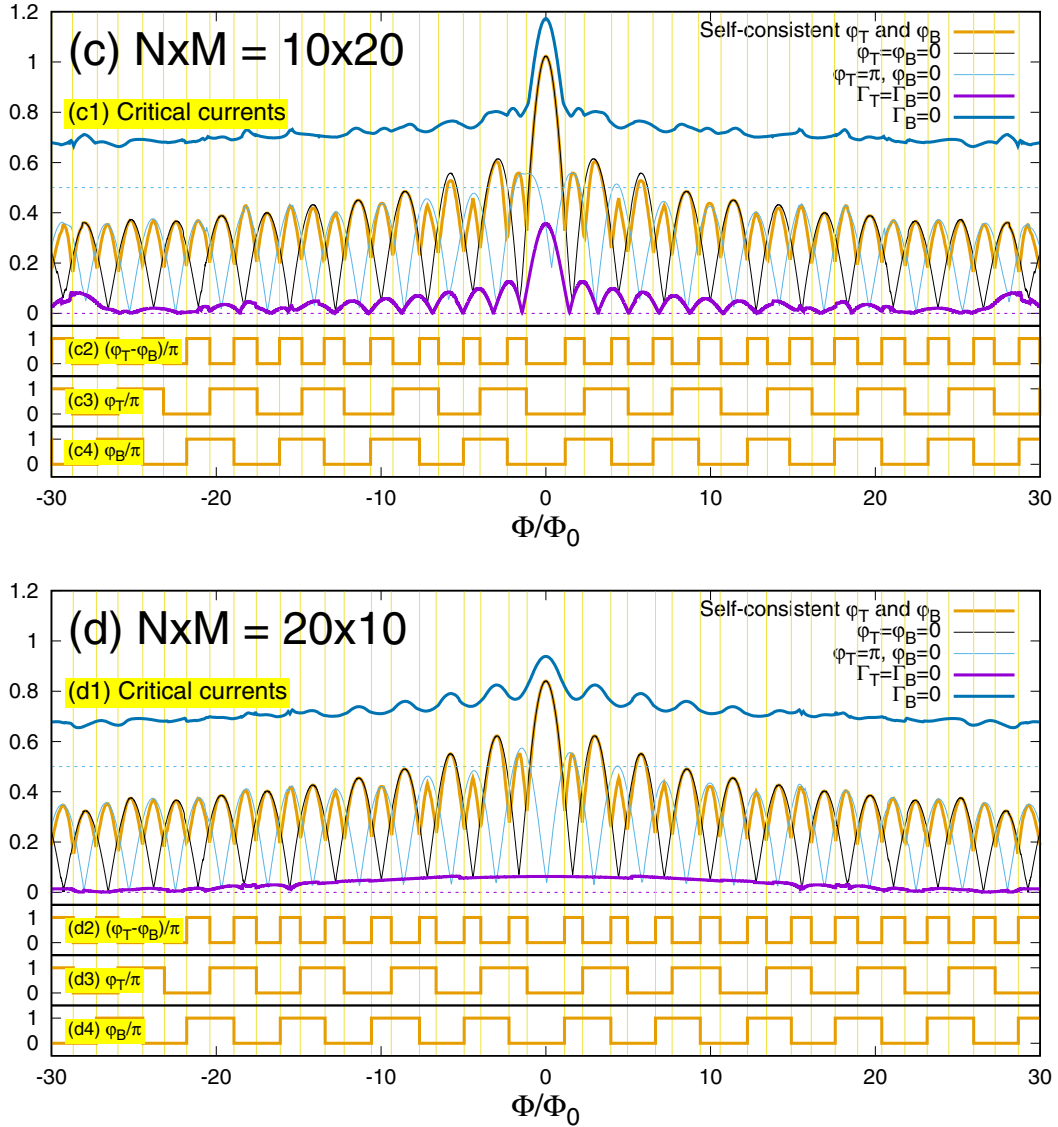 1.2
(c) NxM = 10x20
Self-consistent φT and φB
φT=φB=0
φT=π, φB=0
ΓT=ΓB=0
ΓB=0
1
(c1) Critical currents
0.8
0.6
0.4
0.2
0
1
(c2) (φT-φB)/π
0
1
(c3) φT/π
0
1
(c4) φB/π
0
-30 -20 -10 0 10 20 30
Φ/Φ0
1.2
(d) NxM = 20x10
Self-consistent φT and φB
φT=φB=0
φT=π, φB=0
ΓT=ΓB=0
ΓB=0
1
(d1) Critical currents
0.8
0.6
0.4
0.2
0
1
(d2) (φT-φB)/π
0
1
(d3) φT/π
0
1
(d4) φB/π
0
-30 -20 -10 0 10 20 30
Φ/Φ0